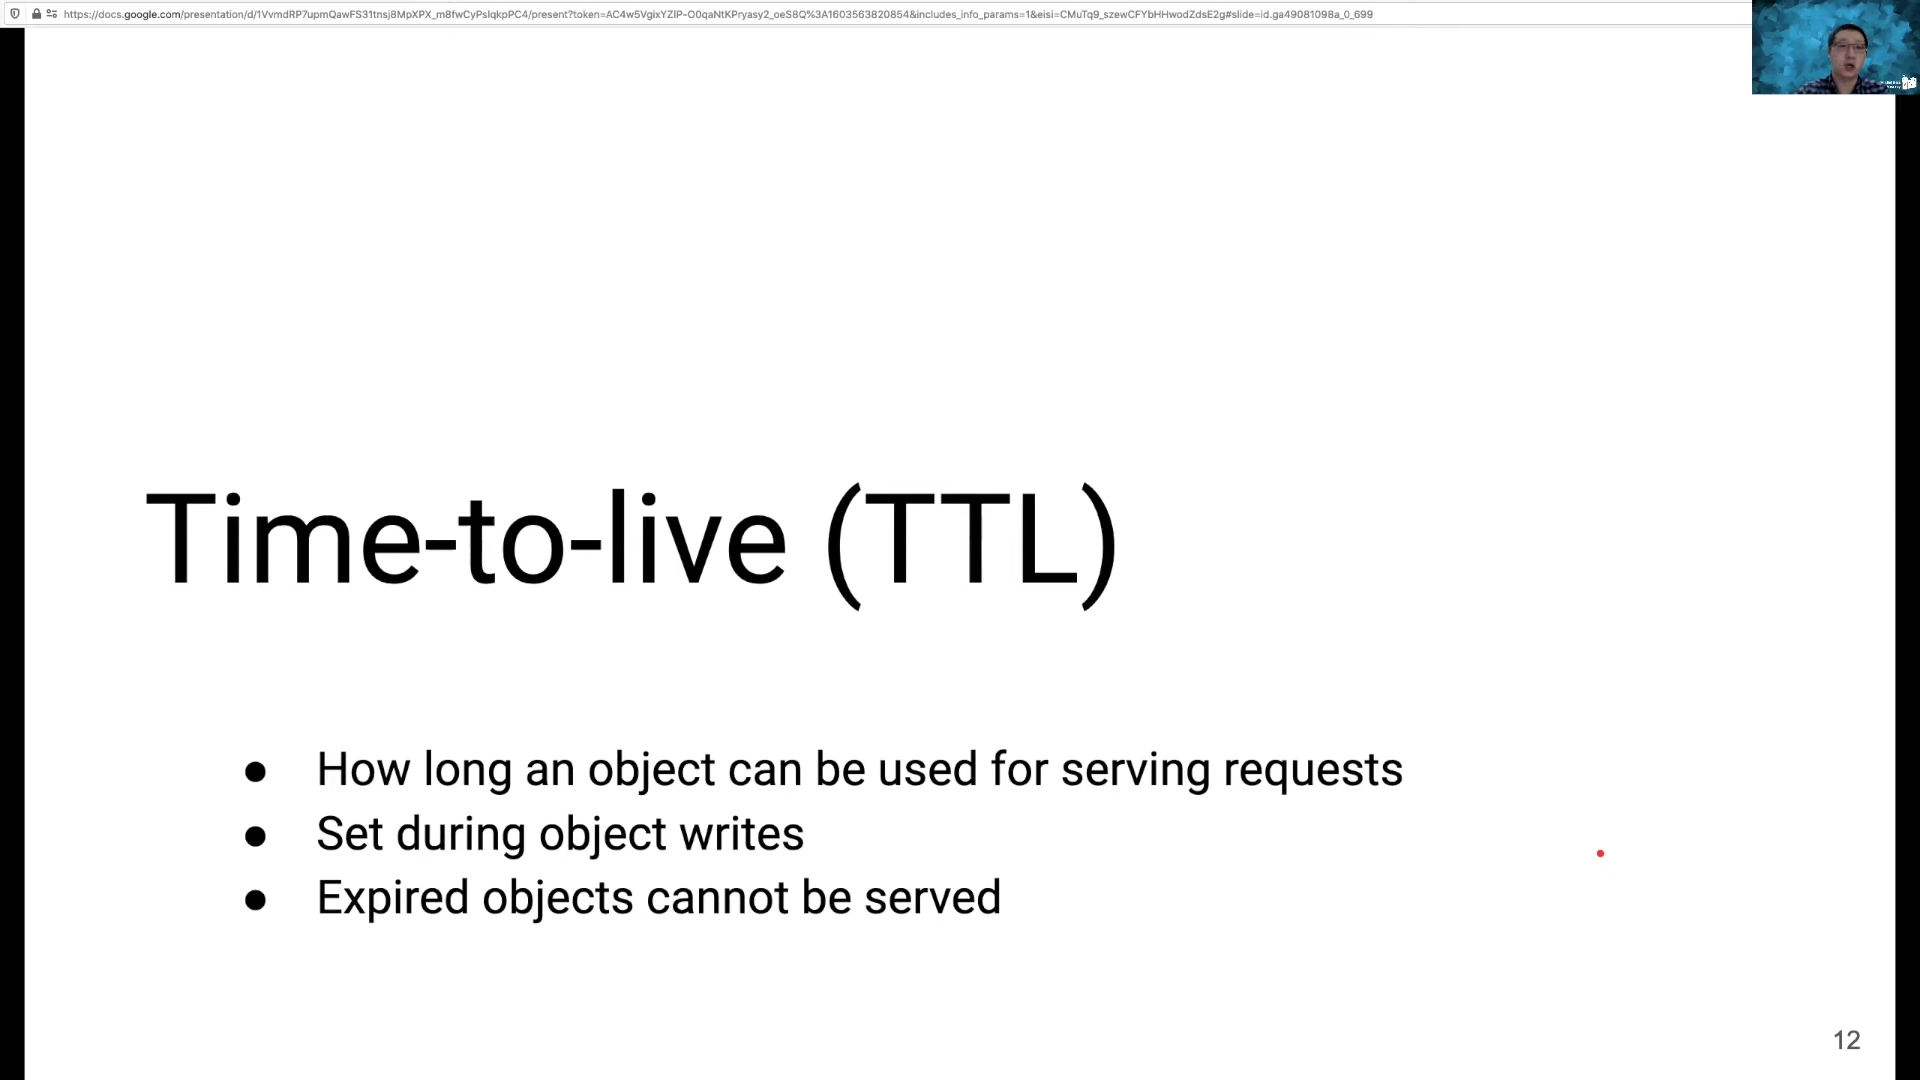 https://docs.google.com/presentation/d/1VvmdRP7upmQawFS31tnsj8MpXPX_m8fwCyPslqkpPC4/present?token=AC4w5VgixYZlP-O0qaNtKPryasy2_oeS8Q%3A1603563820854&includes_info_params=1&eisi=CMuTq9_szewCFYbHHwodZdsE2g#slide=id.ga49081098a_0_699
Time-to-live (TTL)
● How long an object can be used for serving requests
● Set during object writes
● Expired objects cannot be served
12